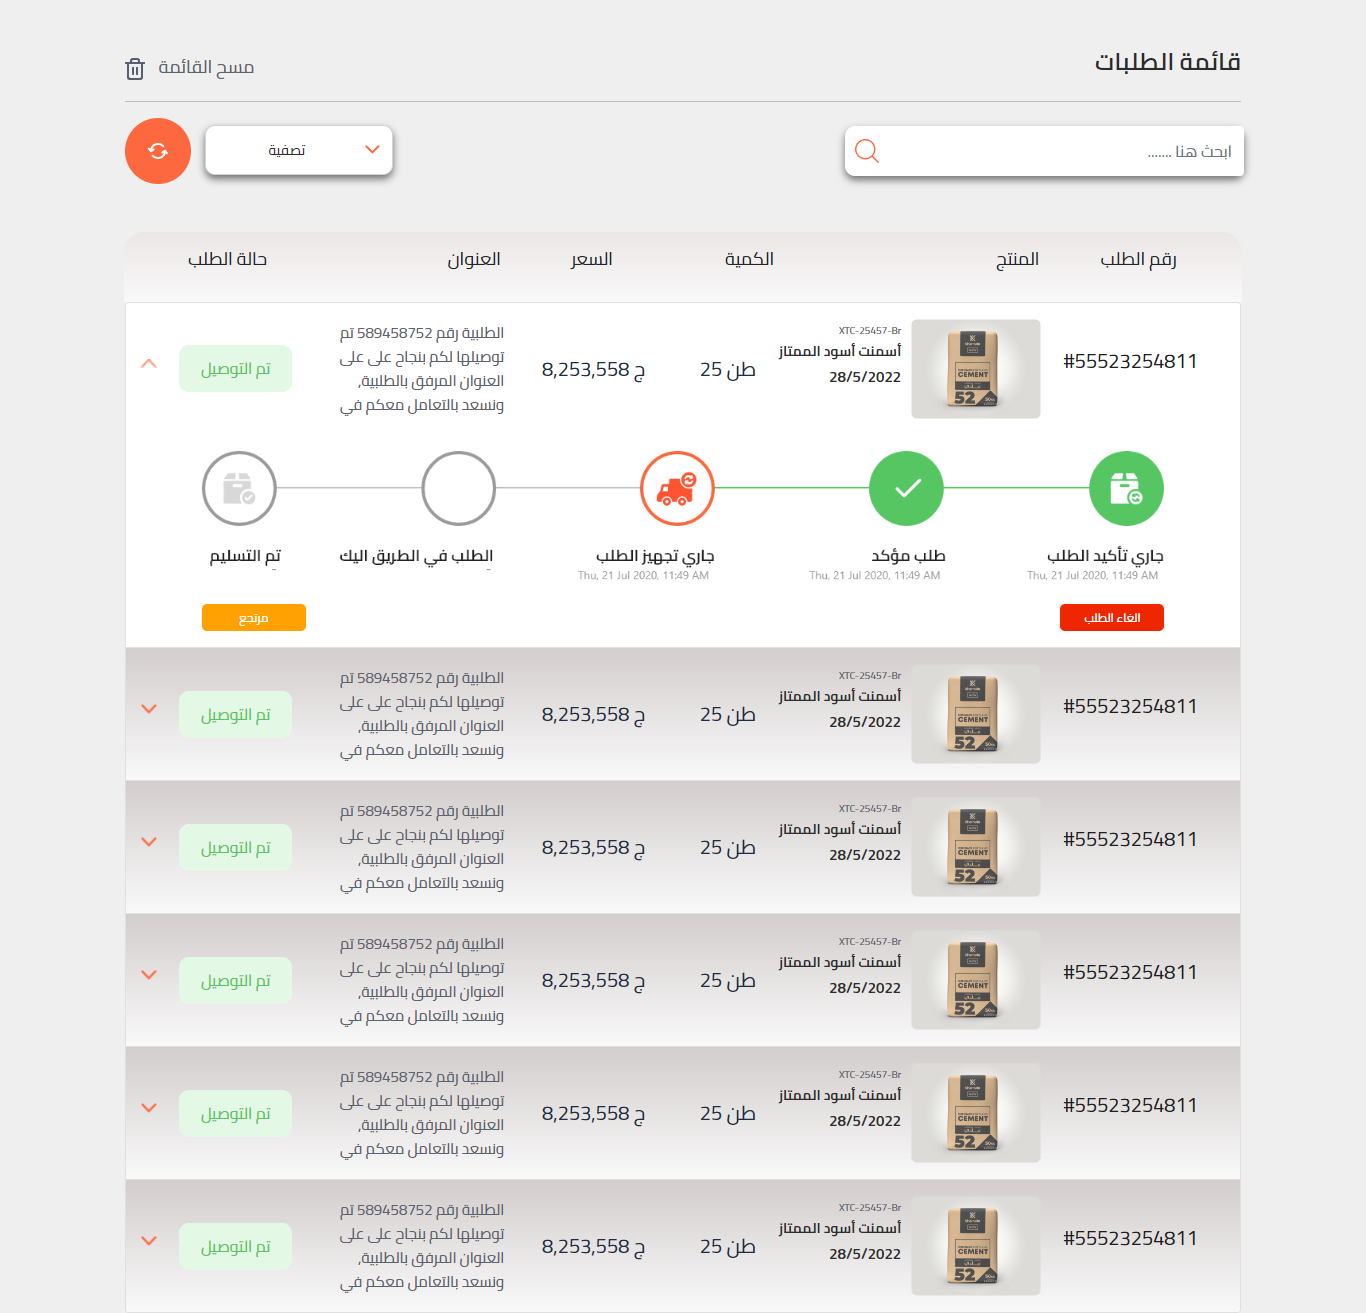 قائمة الطلبات
مسح القائمة
ابحث هنا .......
تصفية
رقم الطلب
المنتج
الكمية
السعر
العنوان
حالة الطلب
#55523254811
CEMENT
52
XTC-25457-Br
أسمنت أسود الممتاز
28/5/2022
25 طن
8,253,558 ج
الطلبية رقم 589458752 تم
توصيلها لكم بنجاح على على
العنوان المرفق بالطلبية,
ونسعد بالتعامل معكم في
تم التوصيل
جاري تأكيد الطلب
Thu, 21 Jul 2020, 11:49 AM
طلب مؤكد
Thu, 21 Jul 2020, 11:49 AM
جاري تجهيز الطلب
Thu, 21 Jul 2020, 11:49 AM
الطلب في الطريق اليك
-
تم التسليم
-
الغاء الطلب
مرتجع
#55523254811
CEMENT
52
XTC-25457-Br
أسمنت أسود الممتاز
28/5/2022
25 طن
8,253,558 ج
الطلبية رقم 589458752 تم
توصيلها لكم بنجاح على على
العنوان المرفق بالطلبية,
ونسعد بالتعامل معكم في
تم التوصيل
#55523254811
CEMENT
52
XTC-25457-Br
أسمنت أسود الممتاز
28/5/2022
25 طن
8,253,558 ج
الطلبية رقم 589458752 تم
توصيلها لكم بنجاح على على
العنوان المرفق بالطلبية,
ونسعد بالتعامل معكم في
تم التوصيل
#55523254811
CEMENT
52
XTC-25457-Br
أسمنت أسود الممتاز
28/5/2022
25 طن
8,253,558 ج
الطلبية رقم 589458752 تم
توصيلها لكم بنجاح على على
العنوان المرفق بالطلبية,
ونسعد بالتعامل معكم في
تم التوصيل
#55523254811
CEMENT
52
XTC-25457-Br
أسمنت أسود الممتاز
28/5/2022
25 طن
8,253,558 ج
الطلبية رقم 589458752 تم
توصيلها لكم بنجاح على على
العنوان المرفق بالطلبية,
ونسعد بالتعامل معكم في
تم التوصيل
#55523254811
CEMENT
52
XTC-25457-Br
أسمنت أسود الممتاز
28/5/2022
25 طن
8,253,558 ج
الطلبية رقم 589458752 تم
توصيلها لكم بنجاح على على
العنوان المرفق بالطلبية,
ونسعد بالتعامل معكم في
تم التوصيل